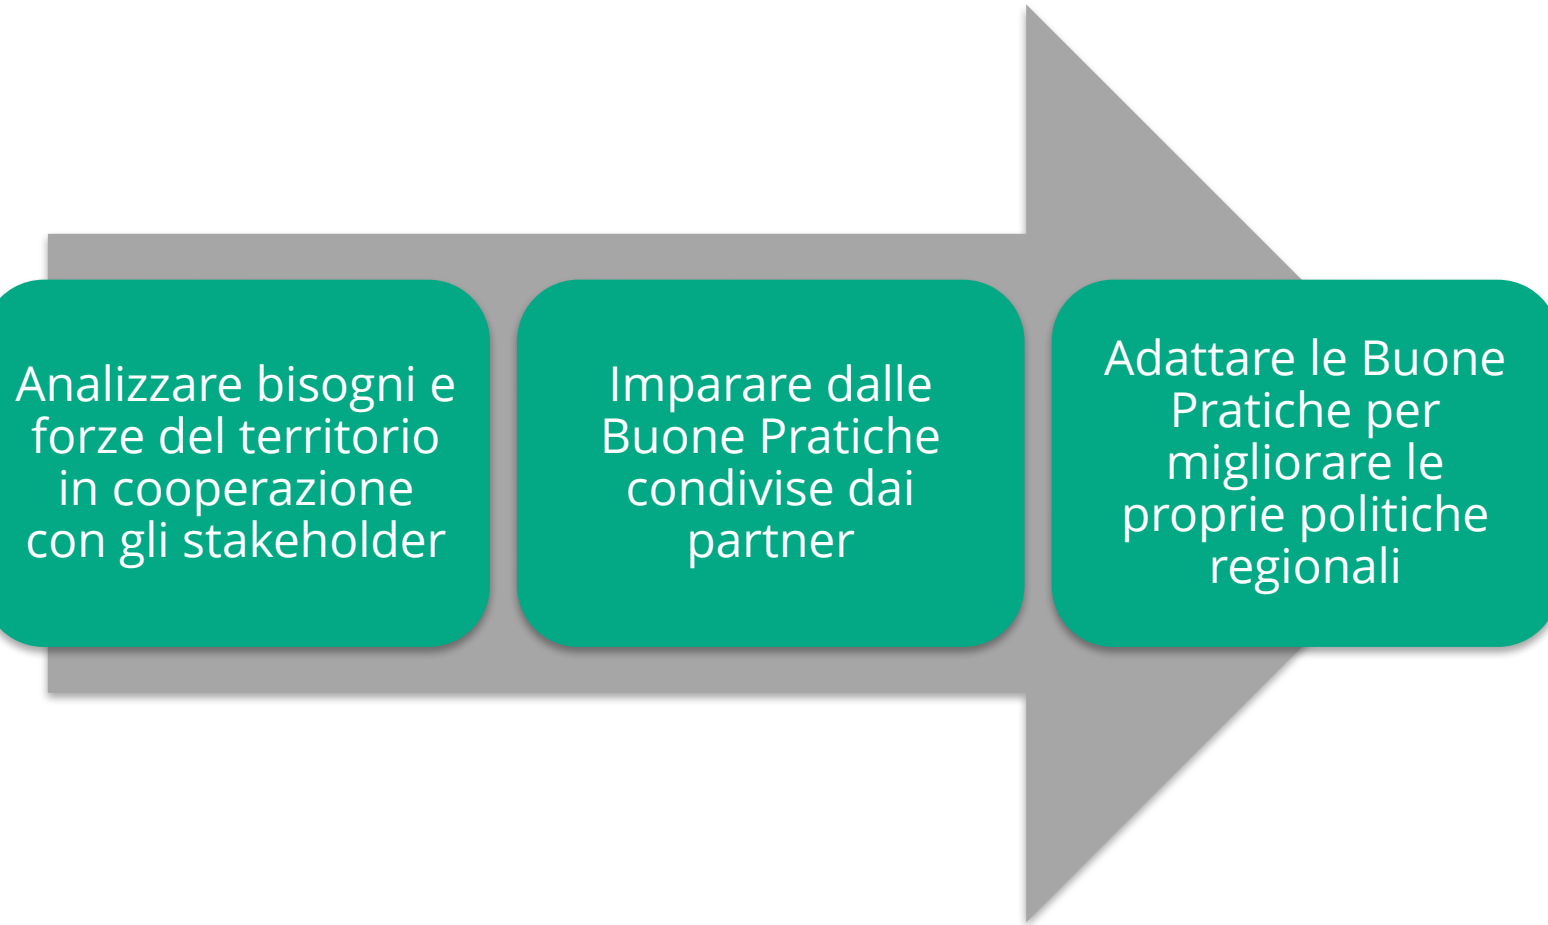 Analizzare bisogni e
forze del territorio
in cooperazione
con gli stakeholder
Imparare dalle
Buone Pratiche
condivise dai
partner
Adattare le Buone
Pratiche per
migliorare le
proprie politiche
regionali